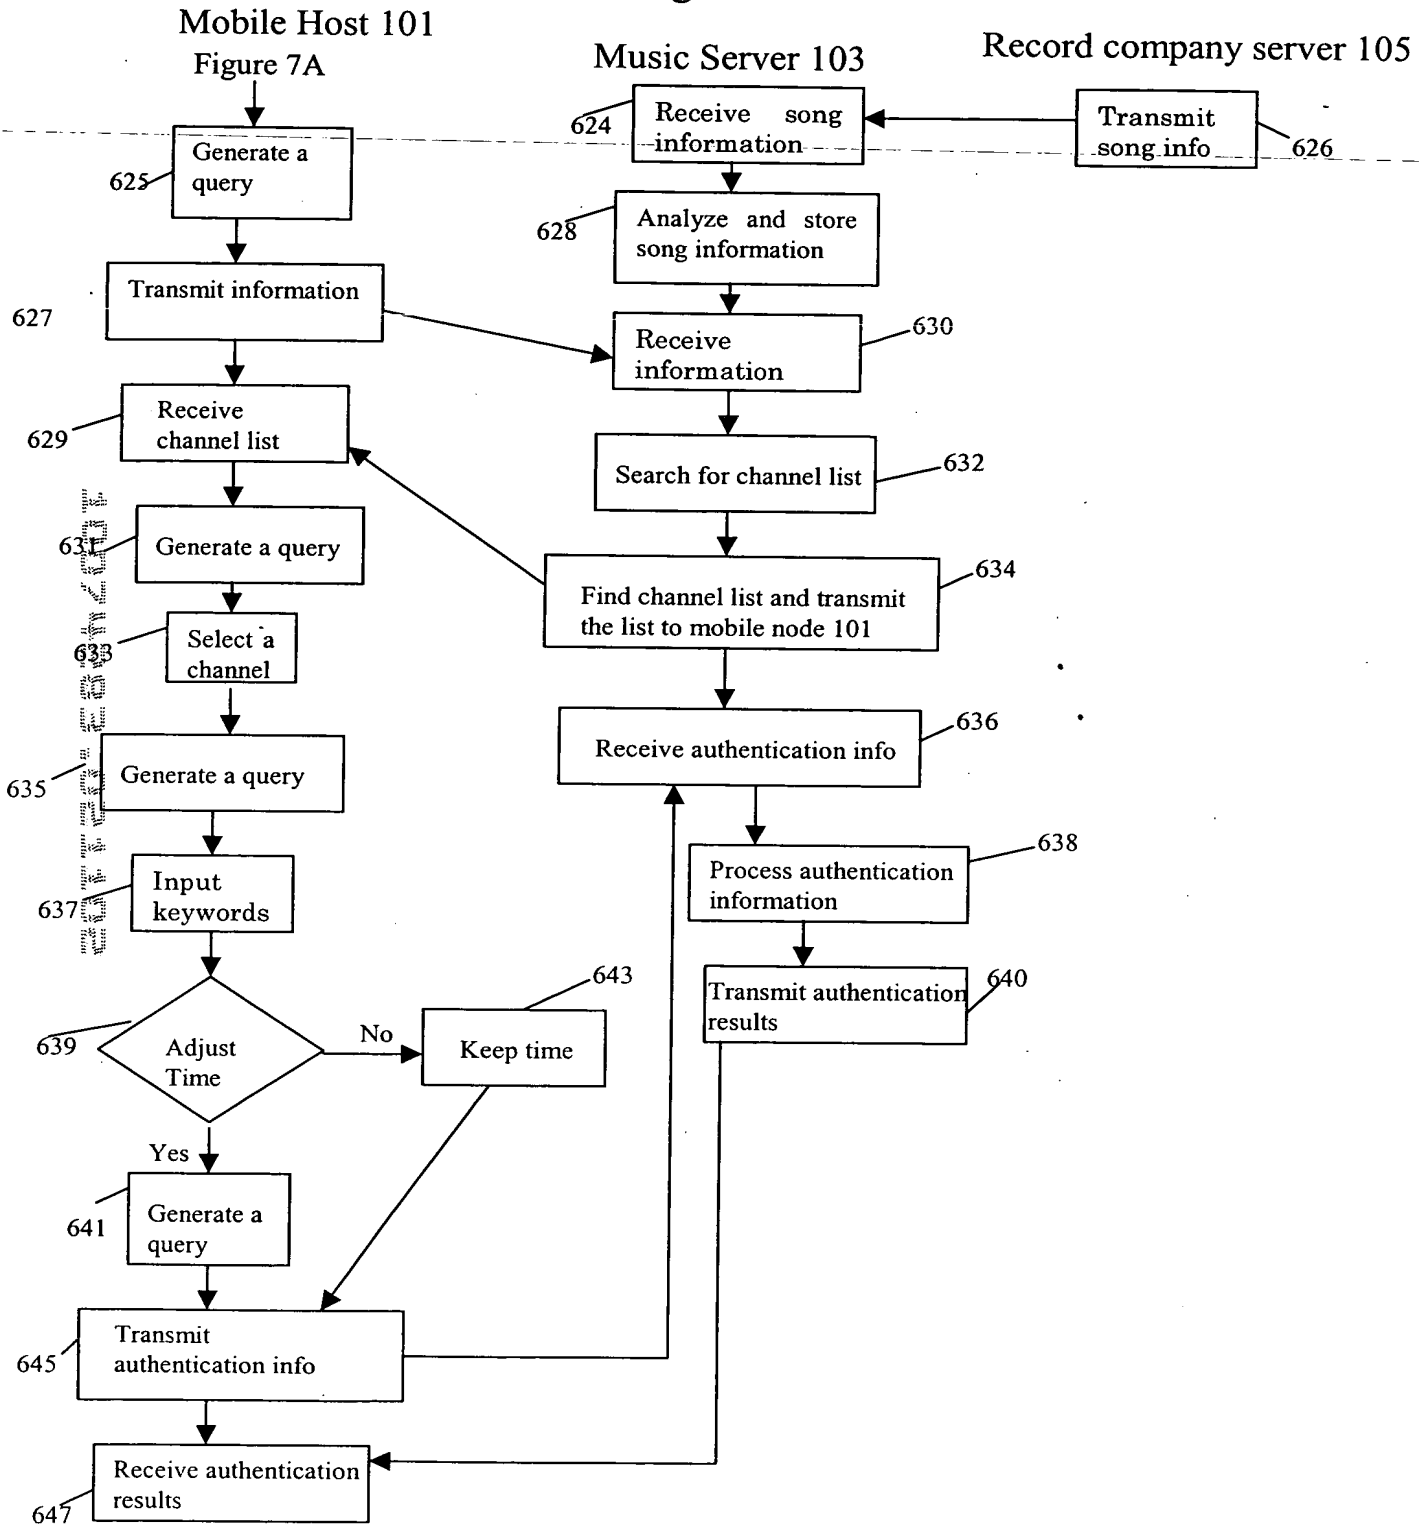 Mobile Host 101
Figure 7A
Music Server 103
Record company server 105
624
Receive song
information
Transmit
song info
626
625
Generate a
query
628
Analyze and store
song information
627
Transmit information
630
Receive
information
629
Receive
channel list
632
Search for channel list
631
Generate a query
634
Find channel list and transmit
the list to mobile node 101
633
Select a
channel
636
Receive authentication info
635
Generate a query
638
Process authentication
information
637
Input
keywords
640
Transmit authentication
results
643
Keep time
639
Adjust
Time
No
Yes
641
Generate a
query
645
Transmit
authentication info
647
Receive authentication
results